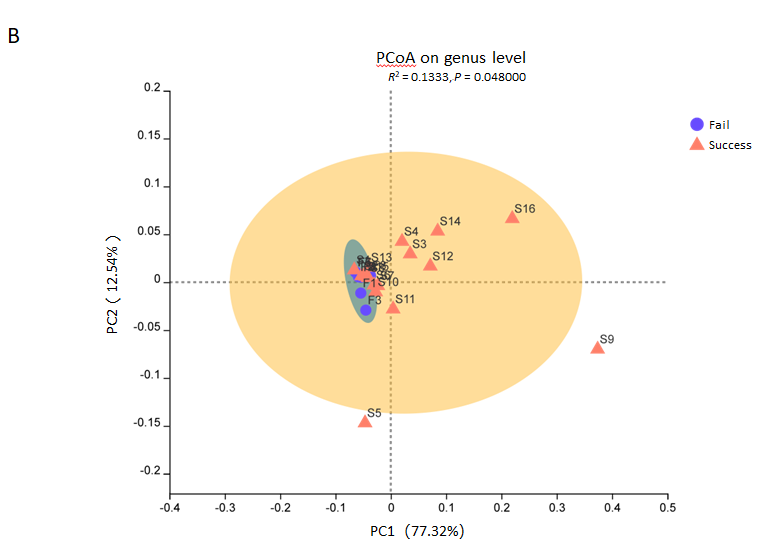 B
PCoA on genus level
R² = 0.1333, P = 0.048000
0.2
0.15
0.1
0.05
0
-0.05
-0.1
-0.15
-0.2
PC2 ( 12.54% )
Fail
Success
S16
S14
S4
S3
S12
S13
S10
F1
F3
S11
S9
S5
-0.4 -0.3 -0.2 -0.1 0 0.1 0.2 0.3 0.4 0.5
PC1 (77.32%)